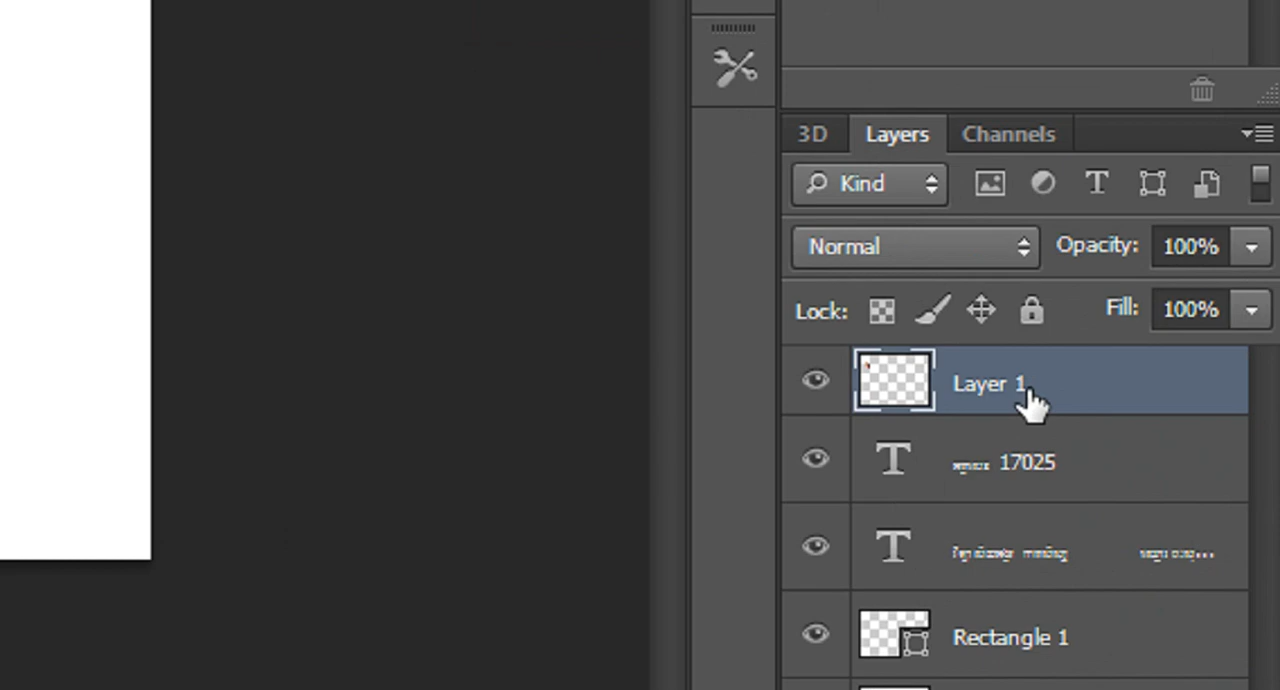 3D Layers Channels
Kind
Normal Opacity: 100%
Lock: Fill: 100%
Layer 1
17025
Rectangle 1